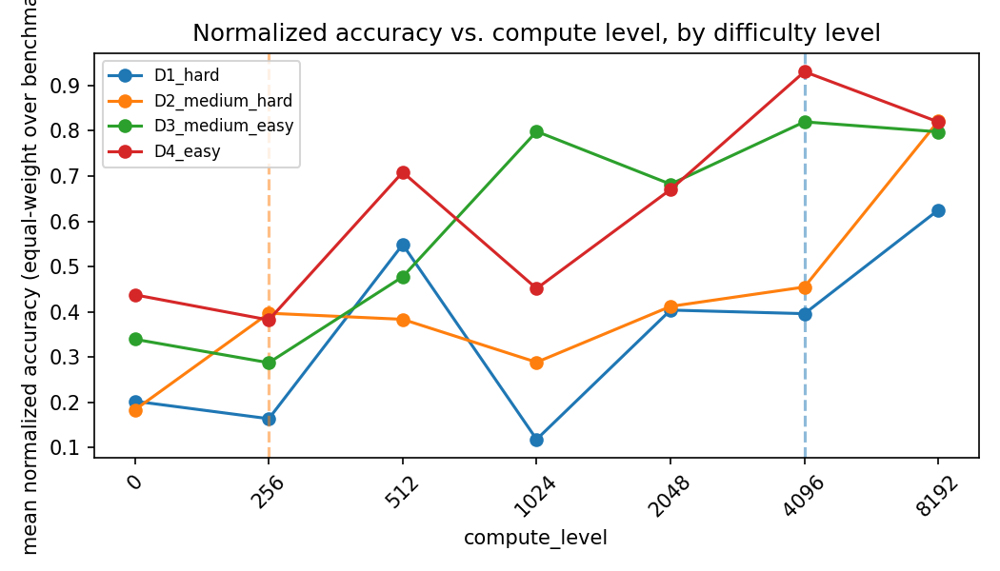 Normalized accuracy vs. compute level, by difficulty level
mean normalized accuracy (equal-weight over
D1_hard
D2_medium_hard
D3_medium_easy
D4_easy
0.9
0.8
0.7
0.6
0.5
0.4
0.3
0.2
0.1
0
256
512
1024
2048
4096
8192
compute_level